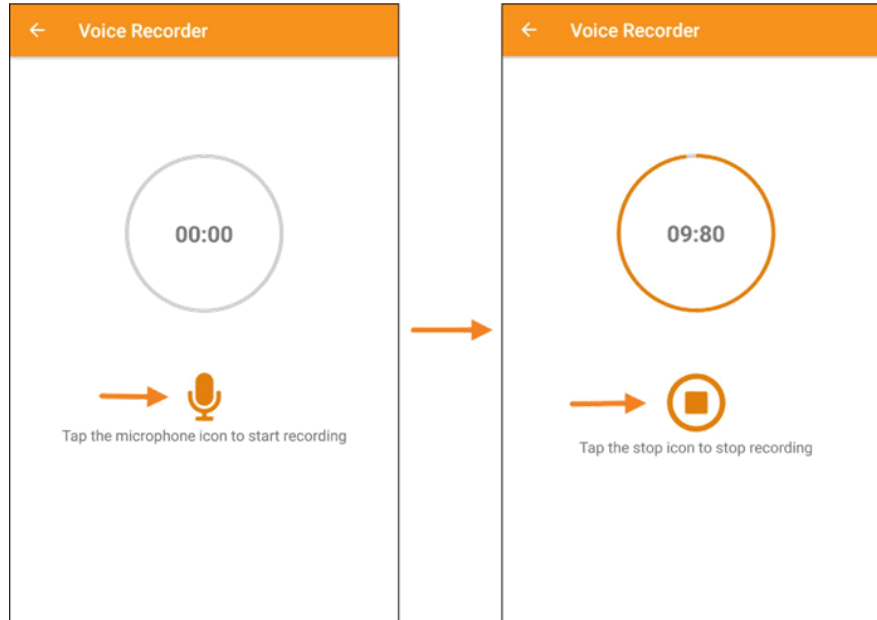 Voice Recorder
00:00
Tap the microphone icon to start recording
Voice Recorder
09:80
Tap the stop icon to stop recording